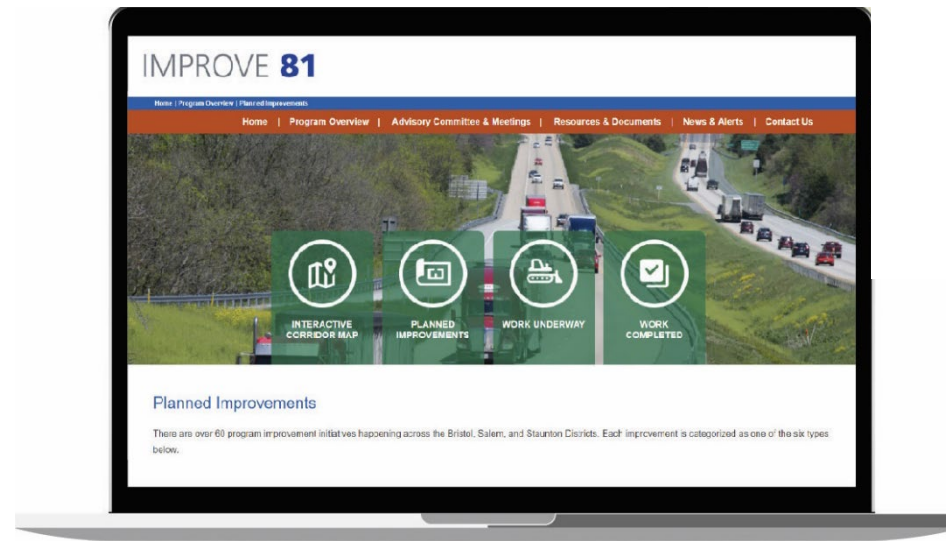 IMPROVE 81
Home | Program Overview | Planned Improvements
Home | Program Overview | Advisory Committee & Meetings | Resources & Documents | News & Alerts | Contact Us
INTERACTIVE
CORRIDOR MAP
PLANNED
IMPROVEMENTS
WORK UNDERWAY
WORK
COMPLETED
Planned Improvements
There are over 60 program improvement initiatives happening across the Bristol, Salem, and Staunton Districts. Each improvement is categorized as one of the six types
below.